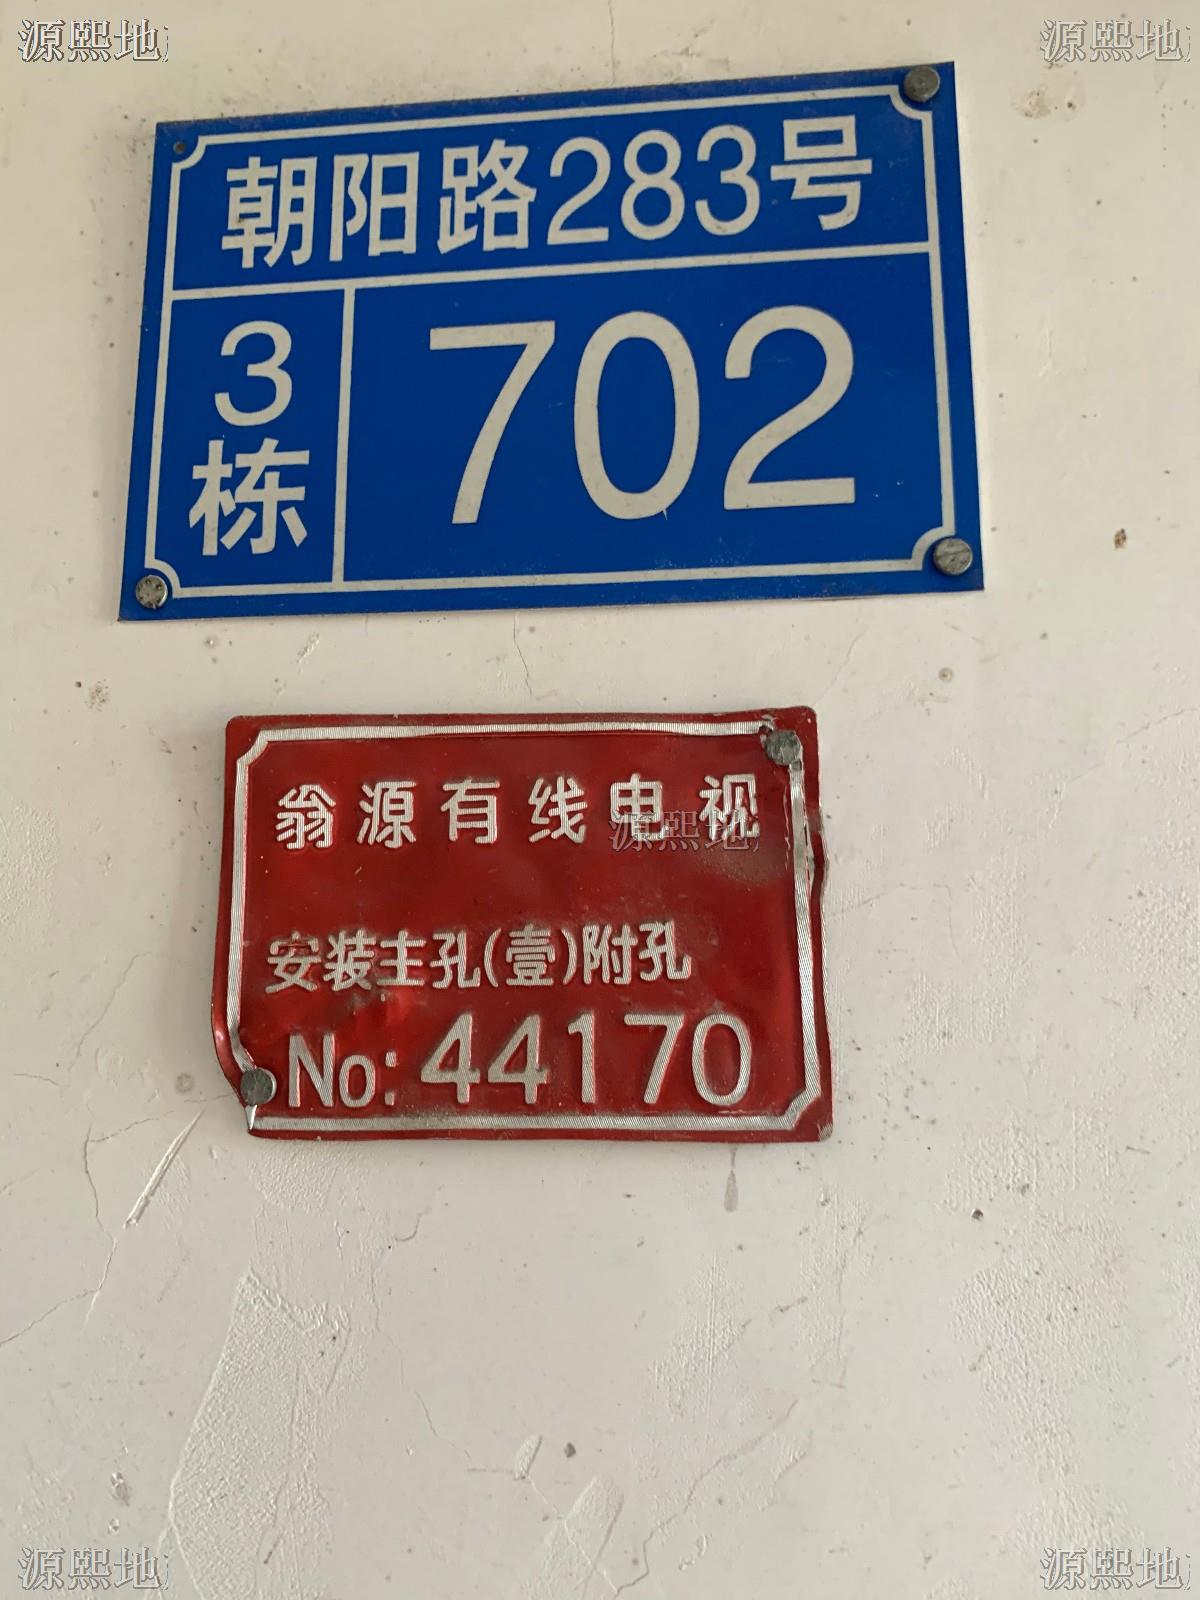 源熙地 源熙地
朝阳路283号
3栋
702
翁源有线电视
源熙地
安装主孔(壹)附孔
No: 44170
源熙地 源熙地